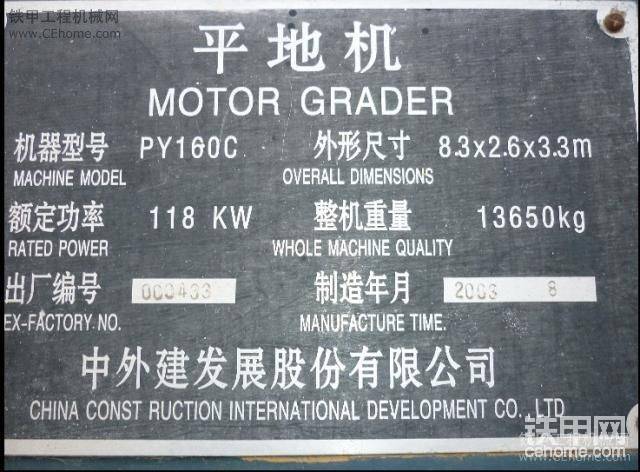 铁甲工程机械网
www.CEhome.com
平地机
MOTOR GRADER
机器型号 PY160C 外形尺寸 8.3x2.6x3.3m
MACHINE MODEL OVERALL DIMENSIONS
额定功率 118 KW 整机重量 13650kg
RATED POWER WHOLE MACHINE QUALITY
出厂编号 003433 制造年月 2003 8
EX-FACTORY NO. MANUFACTURE TIME.
中外建发展股份有限公司
CHINA CONST RUCTION INTERNATIONAL DEVELOPMENT CO.,LTD
铁甲网
www.cehome.com